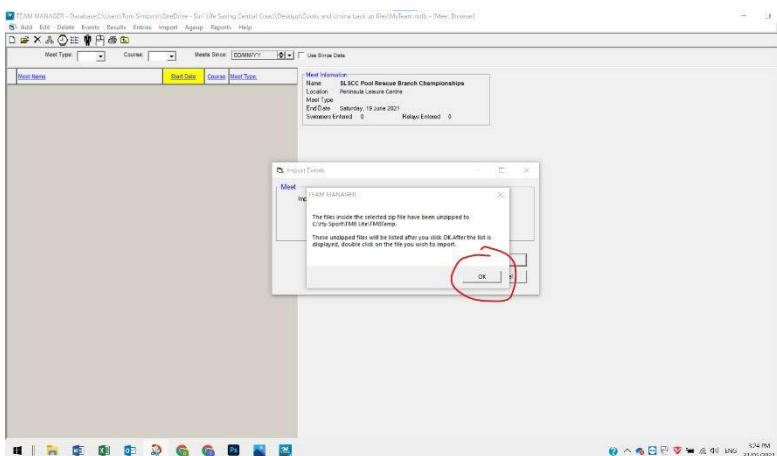 TEAM MANAGER - Database:C:\Users\Tom Simpson\OneDrive - Surf Life Saving Central Coast\Desktop\Cooks and Umina back up files\MyTeam.mdb - [Meet Browser]
Add Edit Delete Events Results Entries Import Ageup Reports Help
Meet Type: Course: Meets Since: DD/MM/YY Use Since Date
Meet Name Start Date Course Meet Type
Meet Information
Name SLSCC Pool Rescue Branch Championships
Location Peninsula Leisure Centre
Meet Type
End Date Saturday, 19 June 2021
Swimmers Entered 0 Relays Entered 0
Import Events
Meet
TEAM MANAGER
The files inside the selected zip file have been unzipped to
C:\Hy-Sport\TM8 Lite\TM8Temp.
These unzipped files will be listed after you click OK. After the list is
displayed, double click on the file you wish to import.
OK
ENG
3:24 PM
31/05/2021